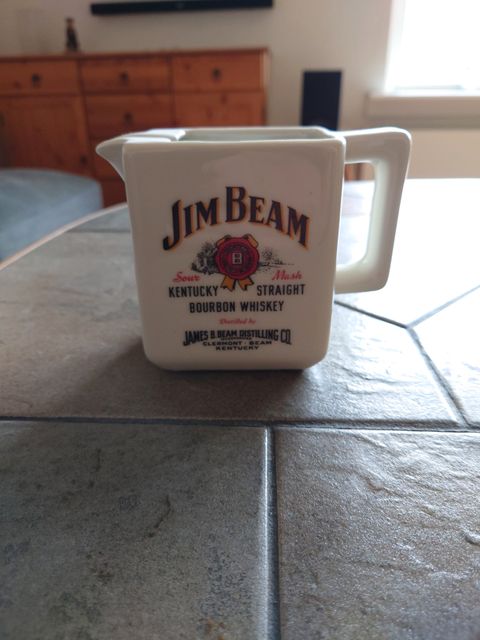 JIM BEAM
B
Sour Mash
KENTUCKY STRAIGHT
BOURBON WHISKEY
Distilled by
JAMES B. BEAM DISTILLING CO.
CLERMONT · BEAM
KENTUCKY